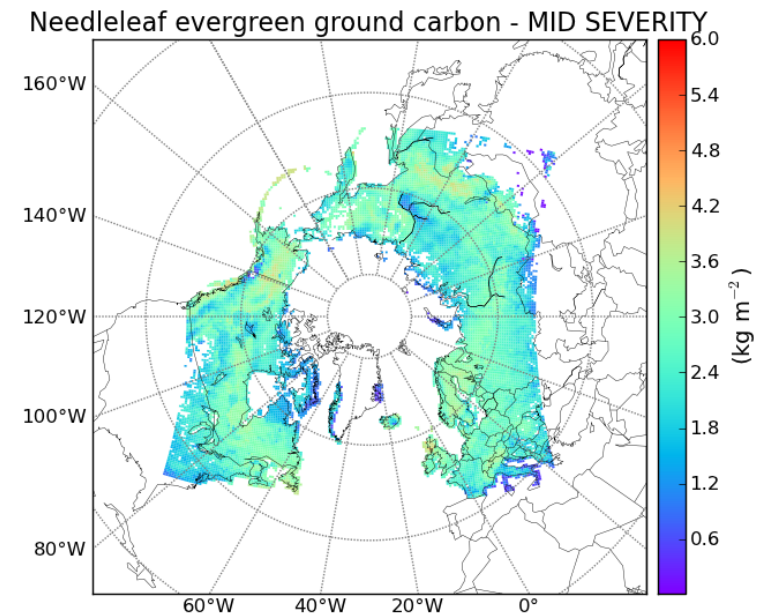 Needleleaf evergreen ground carbon - MID SEVERITY
160°W
140°W
120°W
100°W
80°W
60°W
40°W
20°W
0°
6.0
5.4
4.8
4.2
3.6
3.0
2.4
1.8
1.2
0.6
(kg m⁻²)